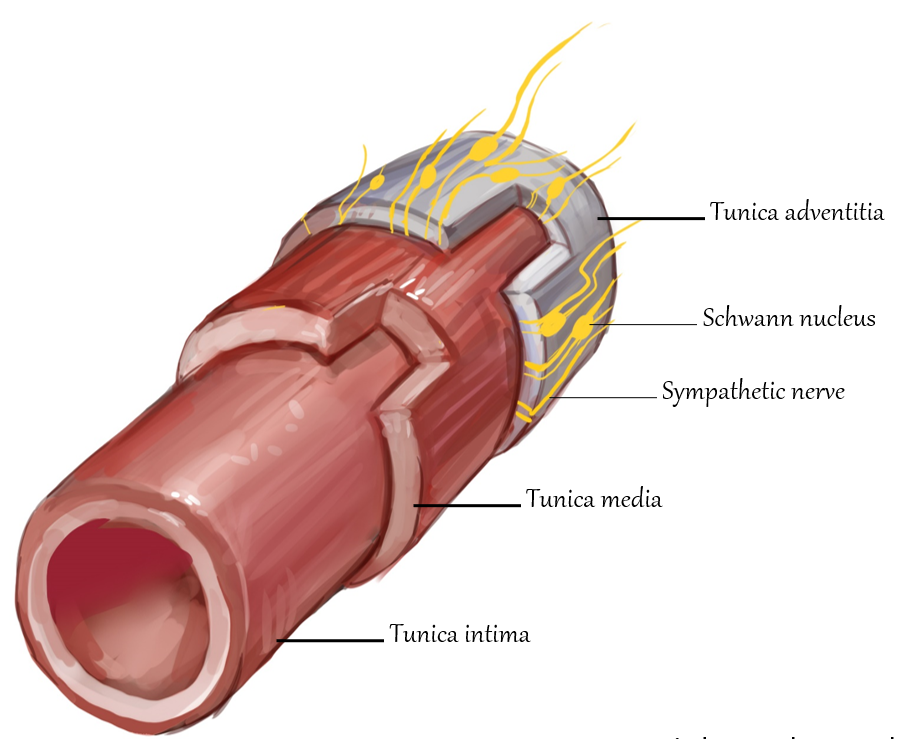 Tunica adventitia
Schwann nucleus
Sympathetic nerve
Tunica media
Tunica intima